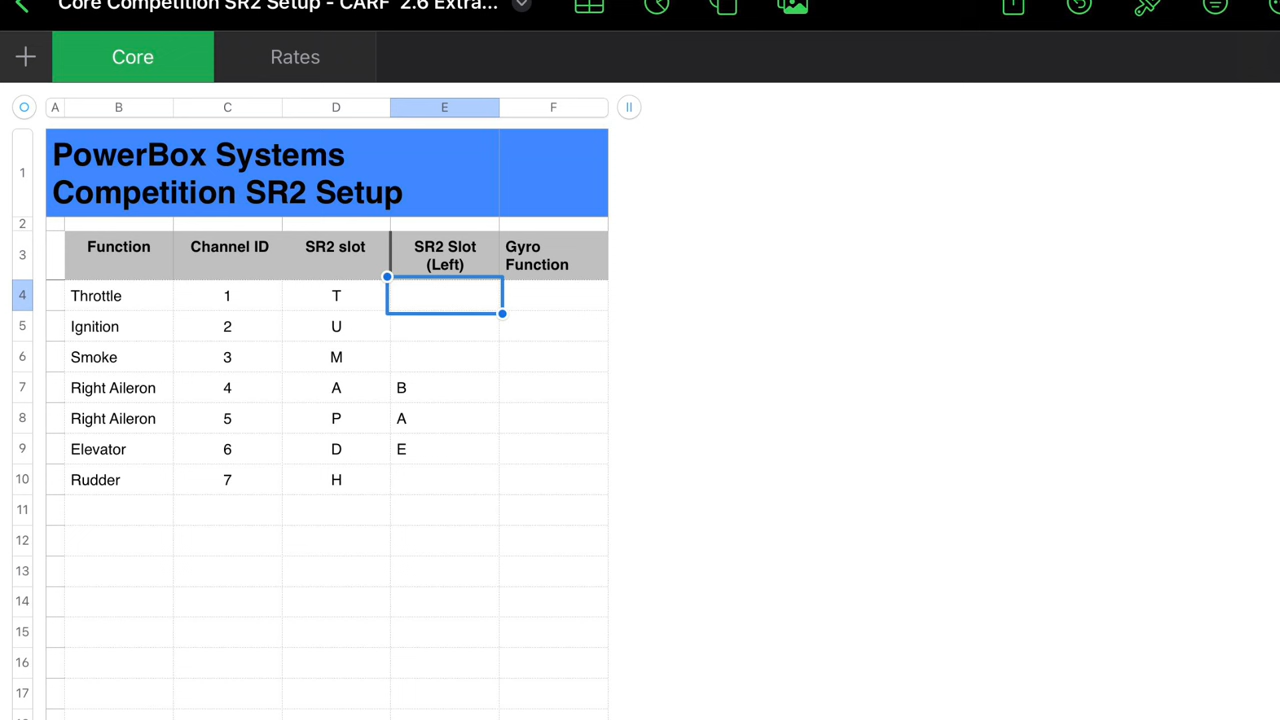 Core Competition SR2 Setup - CARF 2.6 Extra...
Core Rates
A B C D E F
1 PowerBox Systems
Competition SR2 Setup
2
3 Function Channel ID SR2 slot SR2 Slot (Left) Gyro Function
4 Throttle 1 T
5 Ignition 2 U
6 Smoke 3 M
7 Right Aileron 4 A B
8 Right Aileron 5 P A
9 Elevator 6 D E
10 Rudder 7 H
11
12
13
14
15
16
17